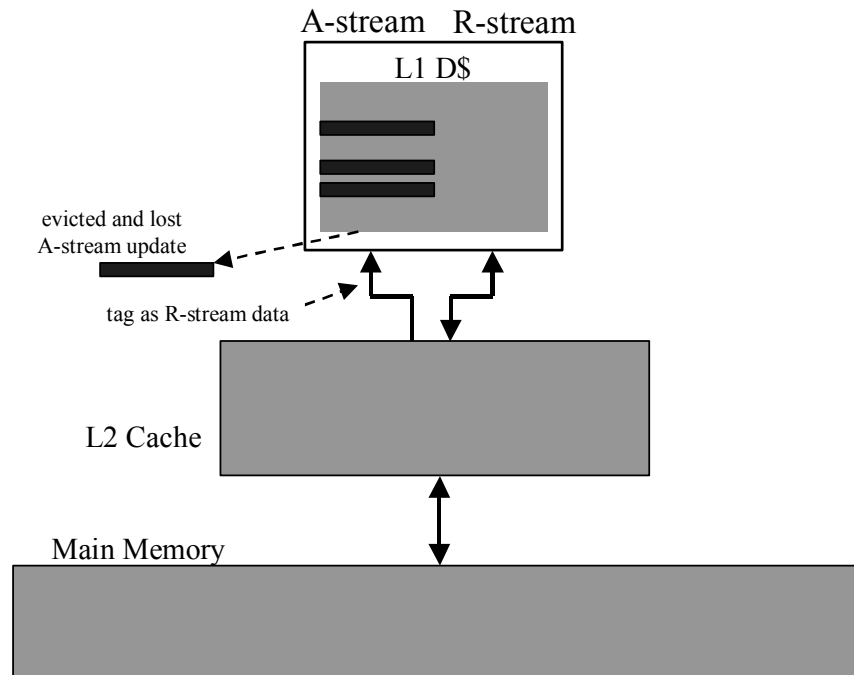 A-stream R-stream
L1 D$
evicted and lost
A-stream update
tag as R-stream data
L2 Cache
Main Memory